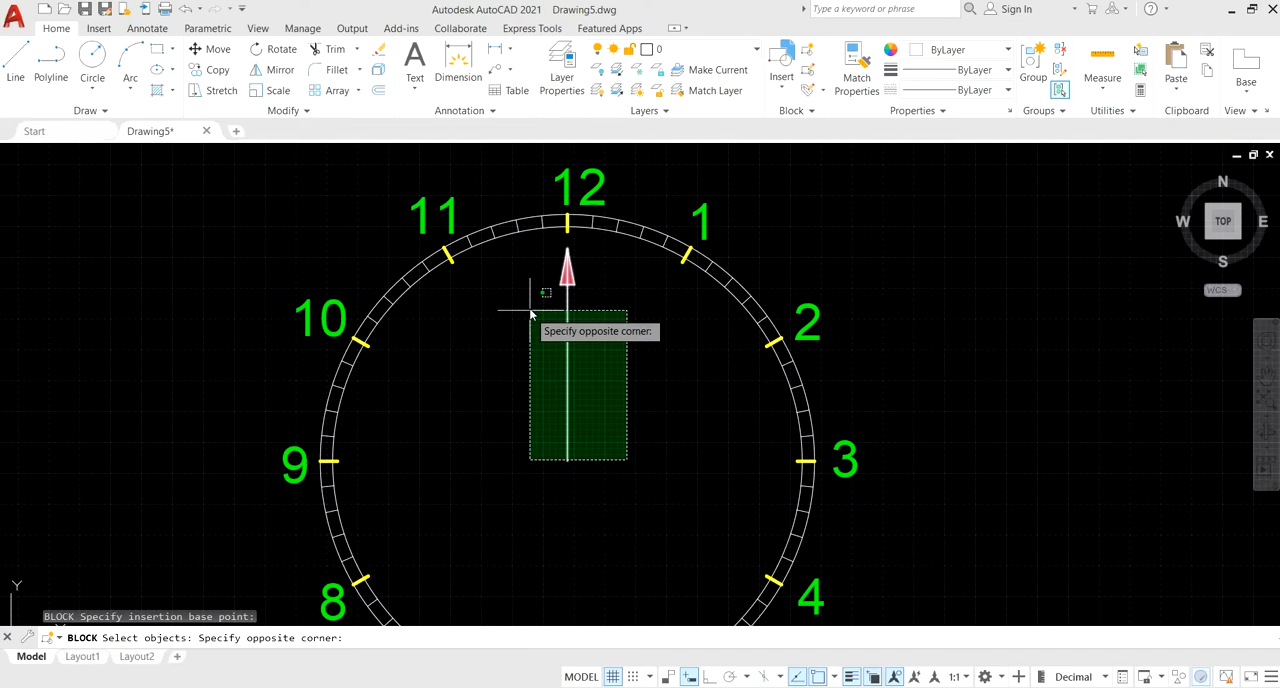 Autodesk AutoCAD 2021 Drawing5.dwg
Type a keyword or phrase
Sign In
Home Insert Annotate Parametric View Manage Output Add-ins Collaborate Express Tools Featured Apps
Line Polyline Circle Arc
Move Rotate Trim
Copy Mirror Fillet
Stretch Scale Array
Text Dimension
Table
Layer Properties
0
Make Current
Match Layer
Insert
Match Properties
ByLayer
ByLayer
ByLayer
Group
Measure
Paste
Base
Draw Modify Annotation Layers Block Properties Groups Utilities Clipboard View
Start Drawing5*
N
W TOP E
S
WCS
12
11
1
10
2
9
3
8
4
Specify opposite corner:
Y
BLOCK Specify insertion base point:
BLOCK Select objects: Specify opposite corner:
Model Layout1 Layout2
MODEL 1:1 Decimal